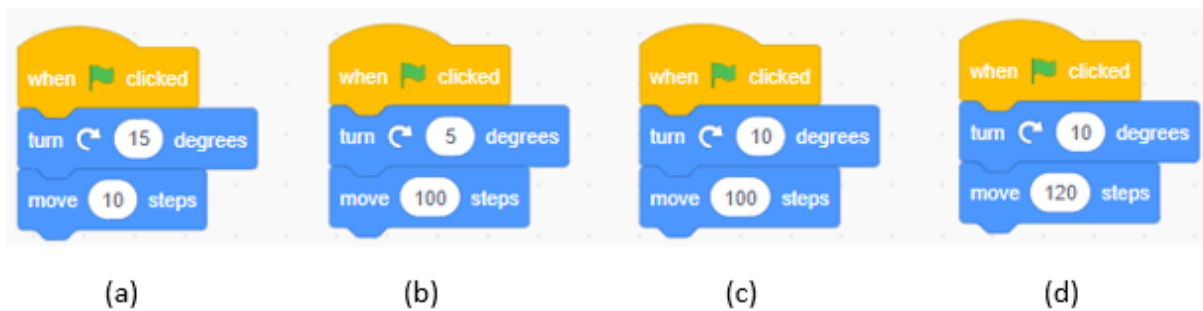 when clicked
turn 15 degrees
move 10 steps
(a)
when clicked
turn 5 degrees
move 100 steps
(b)
when clicked
turn 10 degrees
move 100 steps
(c)
when clicked
turn 10 degrees
move 120 steps
(d)